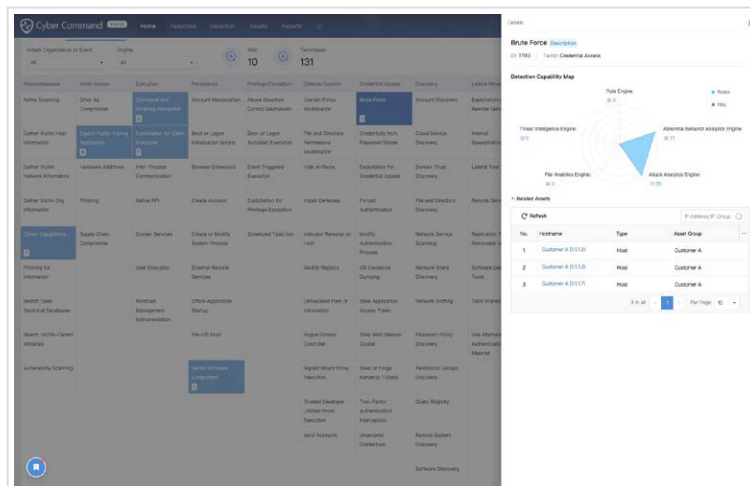 Cyber Command
Home
Response
Detection
Assets
Reports
Details
Attack Organization or Event
Engine
Hits
10
Techniques
131
All
All
Brute Force Description
Tactic: Credential Access
Detection Capability Map
Rule Engine:
Rules
Hits
Threat Intelligence Engine:
Abnormal Behavior Analytics Engine:
File Analytics Engine:
Attack Analytics Engine:
Related Assets
Refresh
IP Address/IP Group
No.
Hostname
Type
Asset Group
1
Host
Customer A
2
Host
Customer A
3
Host
Customer A
3 in all
1
Per Page
10
Reconnaissance
Initial Access
Execution
Persistence
Privilege Escalation
Defense Evasion
Credential Access
Discovery
Active Scanning
Drive-by
Compromise
Command and
Scripting Interpreter
Account Manipulation
Abuse Elevation
Control Mechanism
Domain Policy
Modification
Brute Force
Account Discovery
Gather Victim Host
Information
Exploit Public-Facing
Application
Exploitation for Client
Execution
Boot or Logon
Initialization Scripts
Boot or Logon
Autostart Execution
File and Directory
Permissions
Modification
Credentials from
Password Stores
Cloud Service
Discovery
Gather Victim
Network Information
Hardware Additions
Inter-Process
Communication
Browser Extensions
Event Triggered
Execution
Hide Artifacts
Exploitation for
Credential Access
Domain Trust
Discovery
Gather Victim Org
Information
Phishing
Native API
Create Account
Exploitation for
Privilege Escalation
Impair Defenses
Forced
Authentication
File and Directory
Discovery
Obtain Capabilities
Supply Chain
Compromise
System Services
Create or Modify
System Process
Scheduled Task/Job
Indicator Removal on
Host
Modify
Authentication
Process
Network Service
Scanning
Phishing for
Information
User Execution
External Remote
Services
Modify Registry
OS Credential
Dumping
Network Share
Discovery
Search Open
Technical Databases
Windows
Management
Instrumentation
Office Application
Startup
Obfuscated Files or
Information
Steal Application
Access Token
Network Sniffing
Search Victim-Owned
Websites
Pre-OS Boot
Rogue Domain
Controller
Steal Web Session
Cookie
Password Policy
Discovery
Vulnerability Scanning
Server Software
Component
Signed Binary Proxy
Execution
Steal or Forge
Kerberos Tickets
Permission Groups
Discovery
Trusted Developer
Utilities Proxy
Execution
Two-Factor
Authentication
Interception
Query Registry
Valid Accounts
Unsecured
Credentials
Remote System
Discovery
Software Discovery